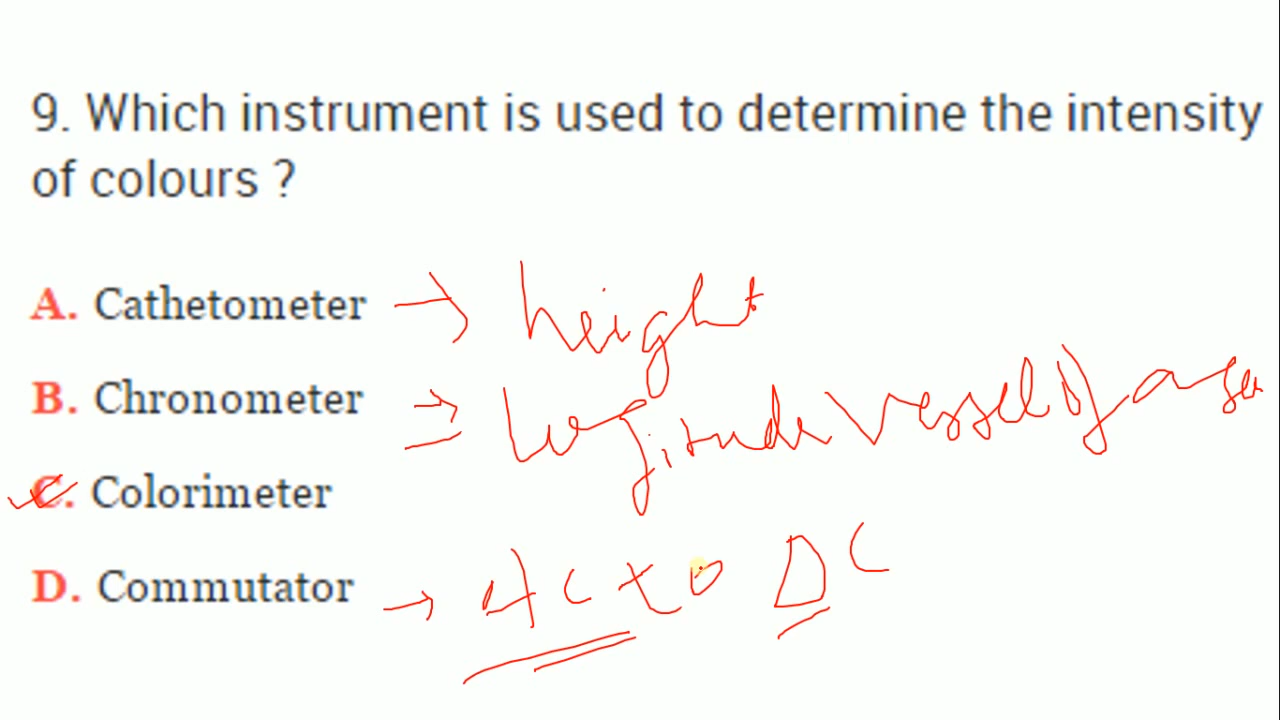 9. Which instrument is used to determine the intensity
of colours ?
A. Cathetometer → height
B. Chronometer → longitude vessel of a sea
C. Colorimeter
D. Commutator → AC to DC